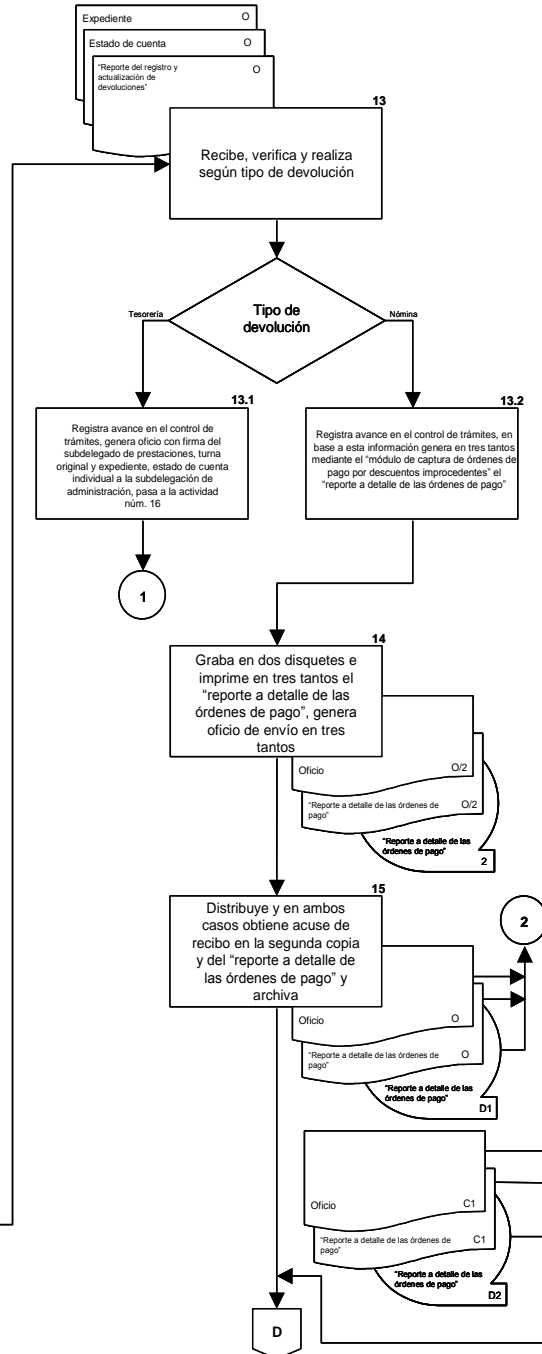 Expediente O
Estado de cuenta O
"Reporte del registro y O
actualización de
devoluciones"
13
Recibe, verifica y realiza
según tipo de devolución
Tipo de
devolución
Tesorería
Nómina
13.1
Registra avance en el control de
trámites, genera oficio con firma del
subdelegado de prestaciones, turna
original y expediente, estado de cuenta
individual a la subdelegación de
administración, pasa a la actividad
núm. 16
13.2
Registra avance en el control de trámites, en
base a esta información genera en tres tantos
mediante el "módulo de captura de órdenes de
pago por descuentos improcedentes" el
"reporte a detalle de las órdenes de pago"
1
14
Graba en dos disquetes e
imprime en tres tantos el
"reporte a detalle de las
órdenes de pago", genera
oficio de envío en tres
tantos
Oficio O/2
"Reporte a detalle de las órdenes de O/2
pago"
"Reporte a detalle de las
órdenes de pago"
2
15
Distribuye y en ambos
casos obtiene acuse de
recibo en la segunda copia
y del "reporte a detalle de
las órdenes de pago" y
archiva
2
Oficio O
"Reporte a detalle de las órdenes de O
pago"
"Reporte a detalle de las
órdenes de pago"
D1
Oficio C1
"Reporte a detalle de las órdenes de C1
pago"
"Reporte a detalle de las
órdenes de pago"
D2
D